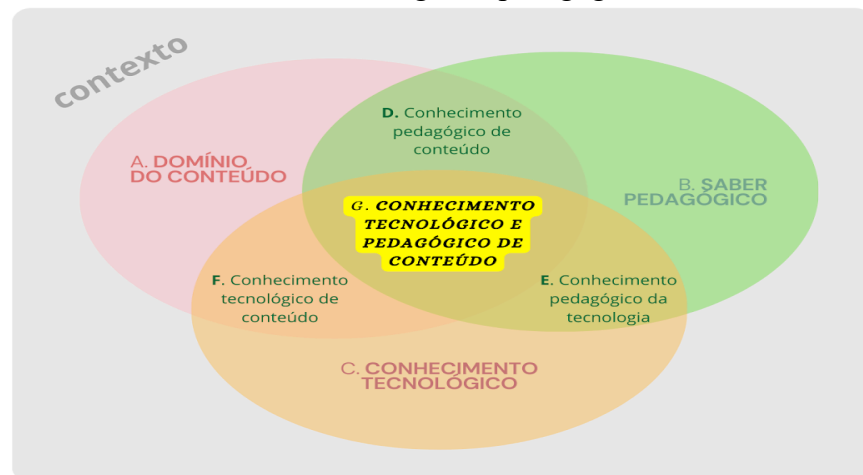 contexto
D. Conhecimento
pedagógico de
conteúdo
A. DOMÍNIO
DO CONTEÚDO
B. SABER
PEDAGÓGICO
G. CONHECIMENTO
TECNOLÓGICO E
PEDAGÓGICO DE
CONTEÚDO
F. Conhecimento
tecnológico de
conteúdo
E. Conhecimento
pedagógico da
tecnologia
C. CONHECIMENTO
TECNOLÓGICO